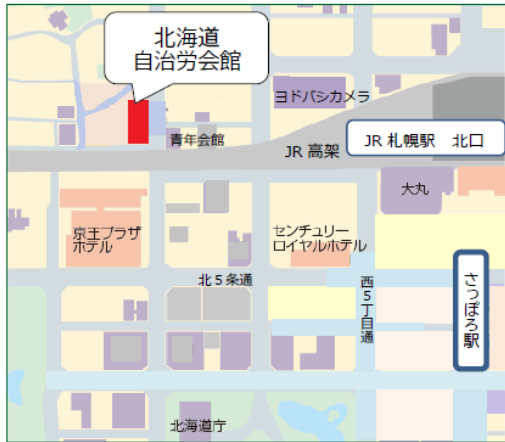 北海道
自治労会館
ヨドバシカメラ
青年会館
JR 高架
JR 札幌駅　北口
大丸
京王プラザ
ホテル
センチュリー
ロイヤルホテル
さっぽろ駅
北5条通
西5丁目通
北海道庁